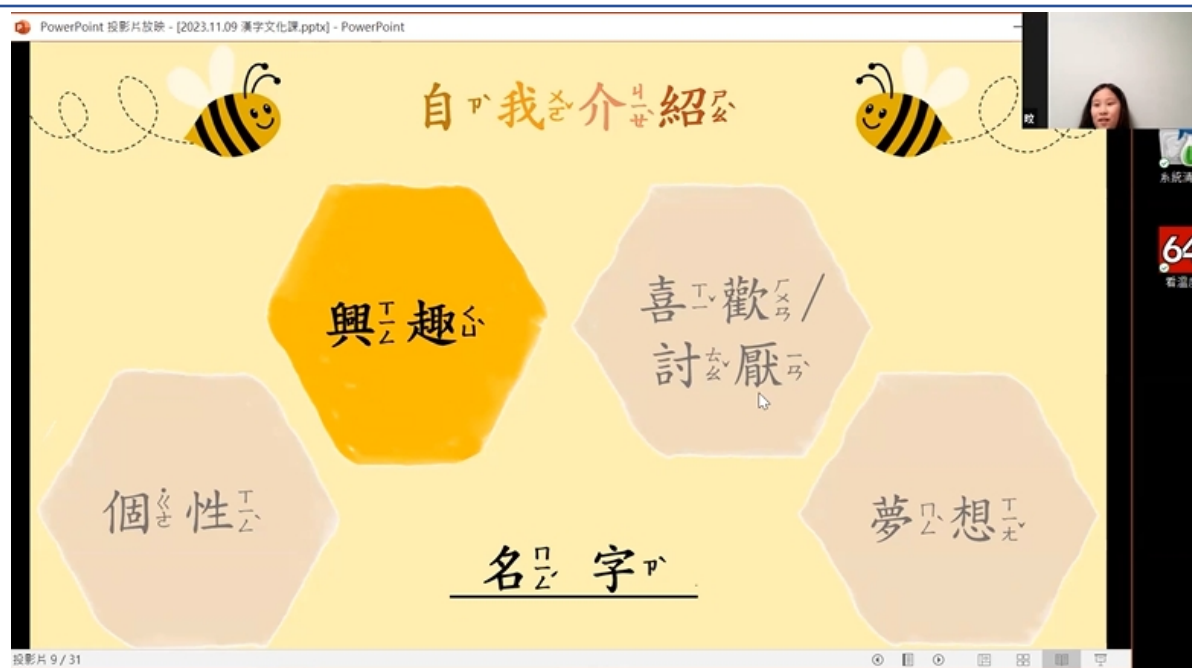 PowerPoint 投影片放映 - [2023.11.09 漢字文化課.pptx] - PowerPoint
自ㄗˋ我ㄨㄛˇ介ㄐㄧㄝˋ紹ㄕㄠˋ
興ㄒㄧㄥˋ趣ㄑㄩˋ
喜ㄒㄧˇ歡ㄏㄨㄢ/
討ㄊㄠˇ厭ㄧㄢˋ
個˙ㄍㄜ性ㄒㄧㄥˋ
夢ㄇㄥˋ想ㄒㄧㄤˇ
名ㄇㄧㄥˊ 字ㄗˋ
64
投影片 9 / 31